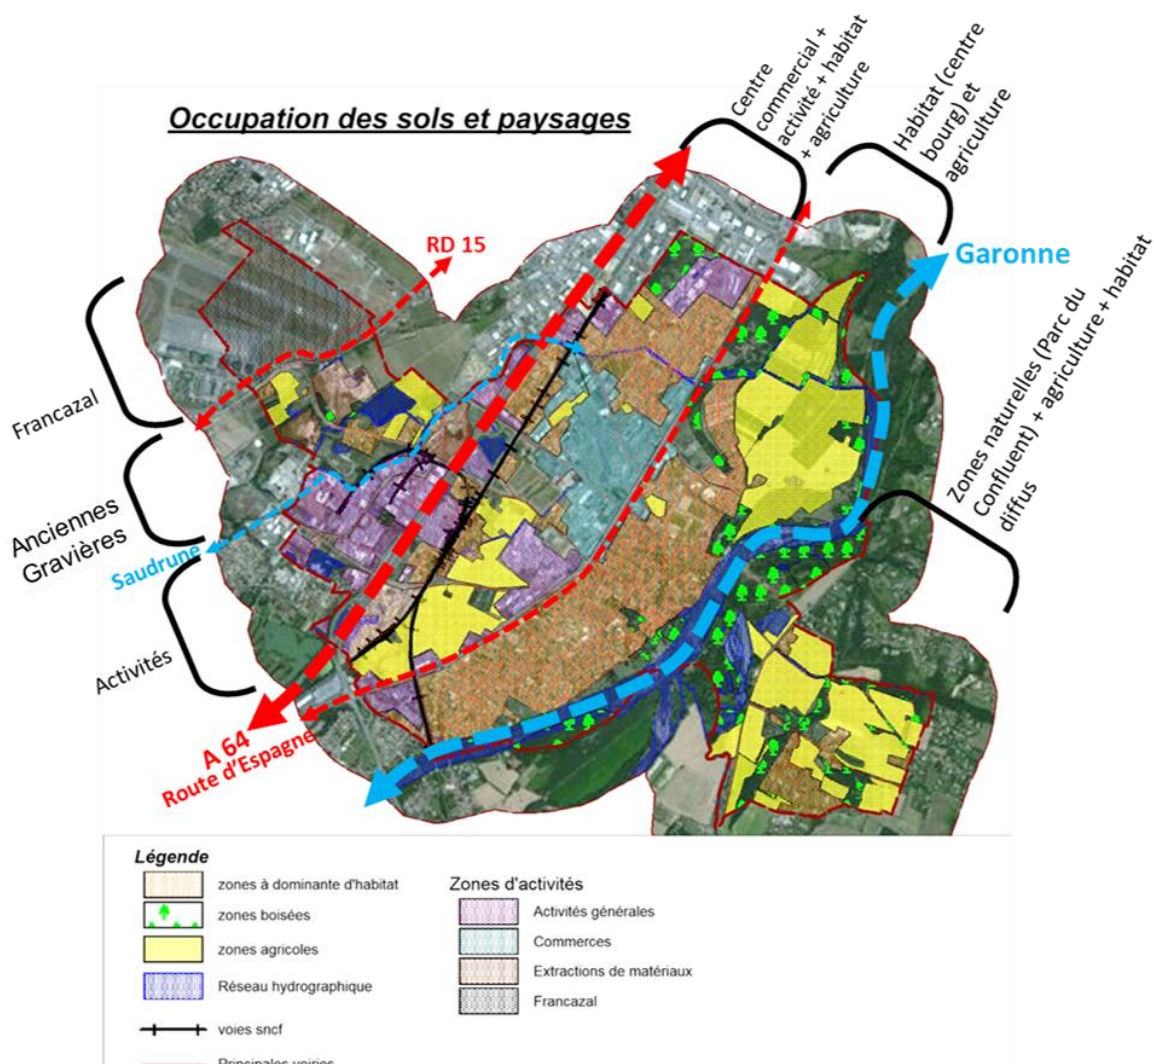 Occupation des sols et paysages
Centre
commercial +
activité + habitat
+ agriculture
Habitat (centre
bourg) et
agriculture
RD 15
Garonne
Zones naturelles (Parc du
Confluent) + agriculture + habitat
diffus
Francazal
Anciennes
Gravières
Saudrune
Activités
A 64
Route d'Espagne
Légende
zones à dominante d'habitat
zones boisées
zones agricoles
Réseau hydrographique
voies sncf
Principales voiries
Zones d'activités
Activités générales
Commerces
Extractions de matériaux
Francazal